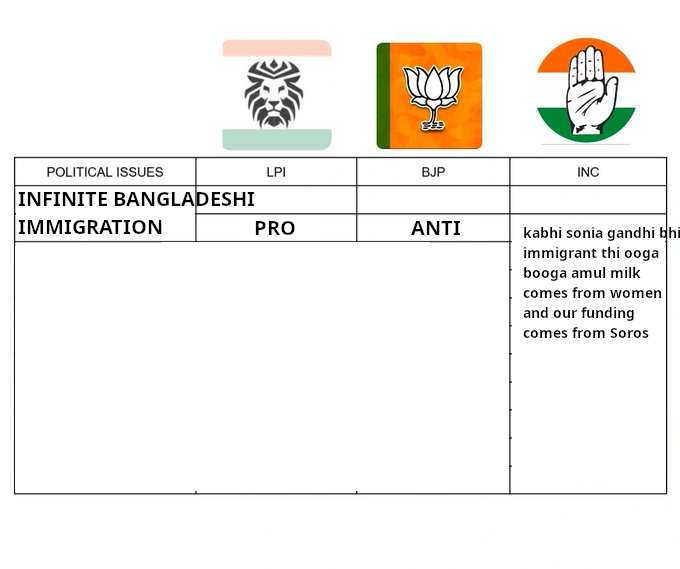 POLITICAL ISSUES LPI BJP INC
INFINITE BANGLADESHI
IMMIGRATION PRO ANTI
kabhi sonia gandhi bhi
immigrant thi ooga
booga amul milk
comes from women
and our funding
comes from Soros